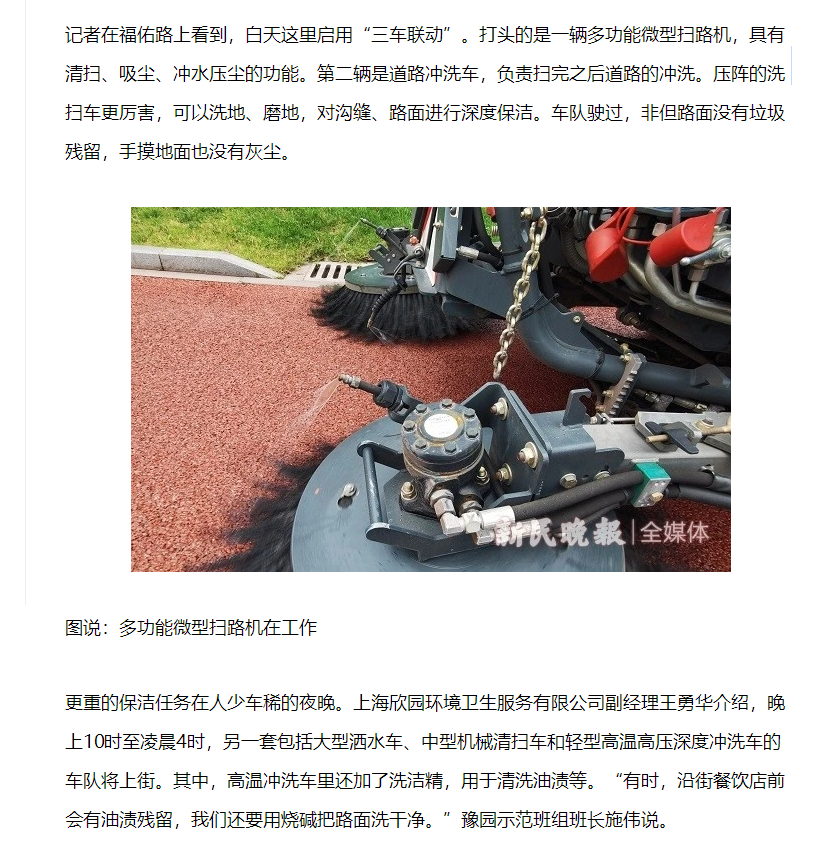 记者在福佑路上看到，白天这里启用“三车联动”。打头的是一辆多功能微型扫路机，具有
清扫、吸尘、冲水压尘的功能。第二辆是道路冲洗车，负责扫完之后道路的冲洗。压阵的洗
扫车更厉害，可以洗地、磨地，对沟缝、路面进行深度保洁。车队驶过，非但路面没有垃圾
残留，手摸地面也没有灰尘。
新民晚报|全媒体
图说：多功能微型扫路机在工作
更重的保洁任务在人少车稀的夜晚。上海欣园环境卫生服务有限公司副经理王勇华介绍，晚
上10时至凌晨4时，另一套包括大型洒水车、中型机械清扫车和轻型高温高压深度冲洗车的
车队将上街。其中，高温冲洗车里还加了洗洁精，用于清洗油渍等。“有时，沿街餐饮店前
会有油渍残留，我们还要用烧碱把路面洗干净。”豫园示范班组班长施伟说。